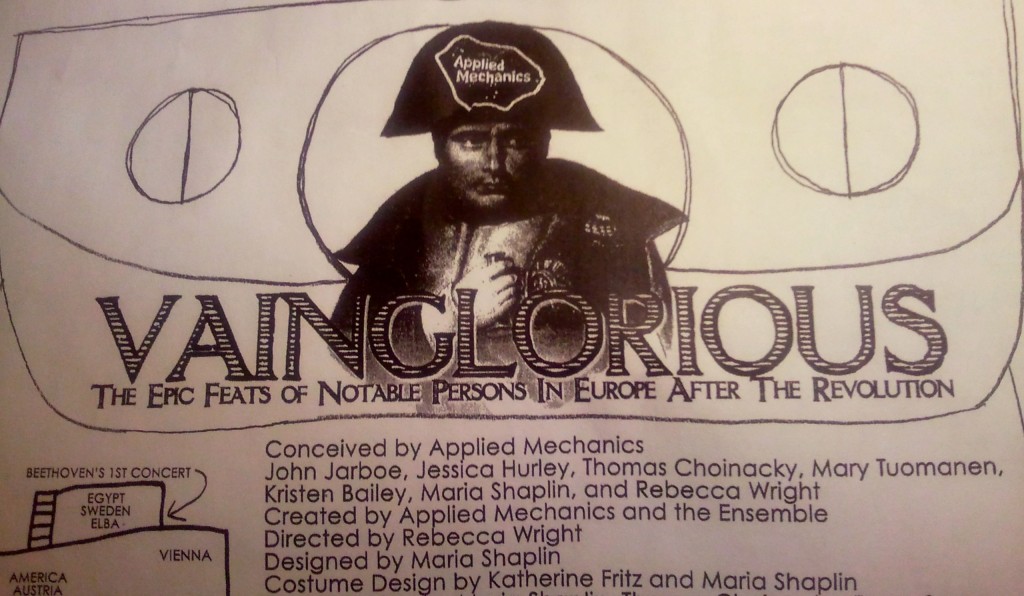 Applied
Mechanics
VAINGLORIOUS
THE EPIC FEATS OF NOTABLE PERSONS IN EUROPE AFTER THE REVOLUTION
Conceived by Applied Mechanics
John Jarboe, Jessica Hurley, Thomas Choinacky, Mary Tuomanen,
Kristen Bailey, Maria Shaplin, and Rebecca Wright
Created by Applied Mechanics and the Ensemble
Directed by Rebecca Wright
Designed by Maria Shaplin
Costume Design by Katherine Fritz and Maria Shaplin
BEETHOVEN'S 1ST CONCERT
EGYPT
SWEDEN
ELBA
VIENNA
AMERICA
AUSTRIA